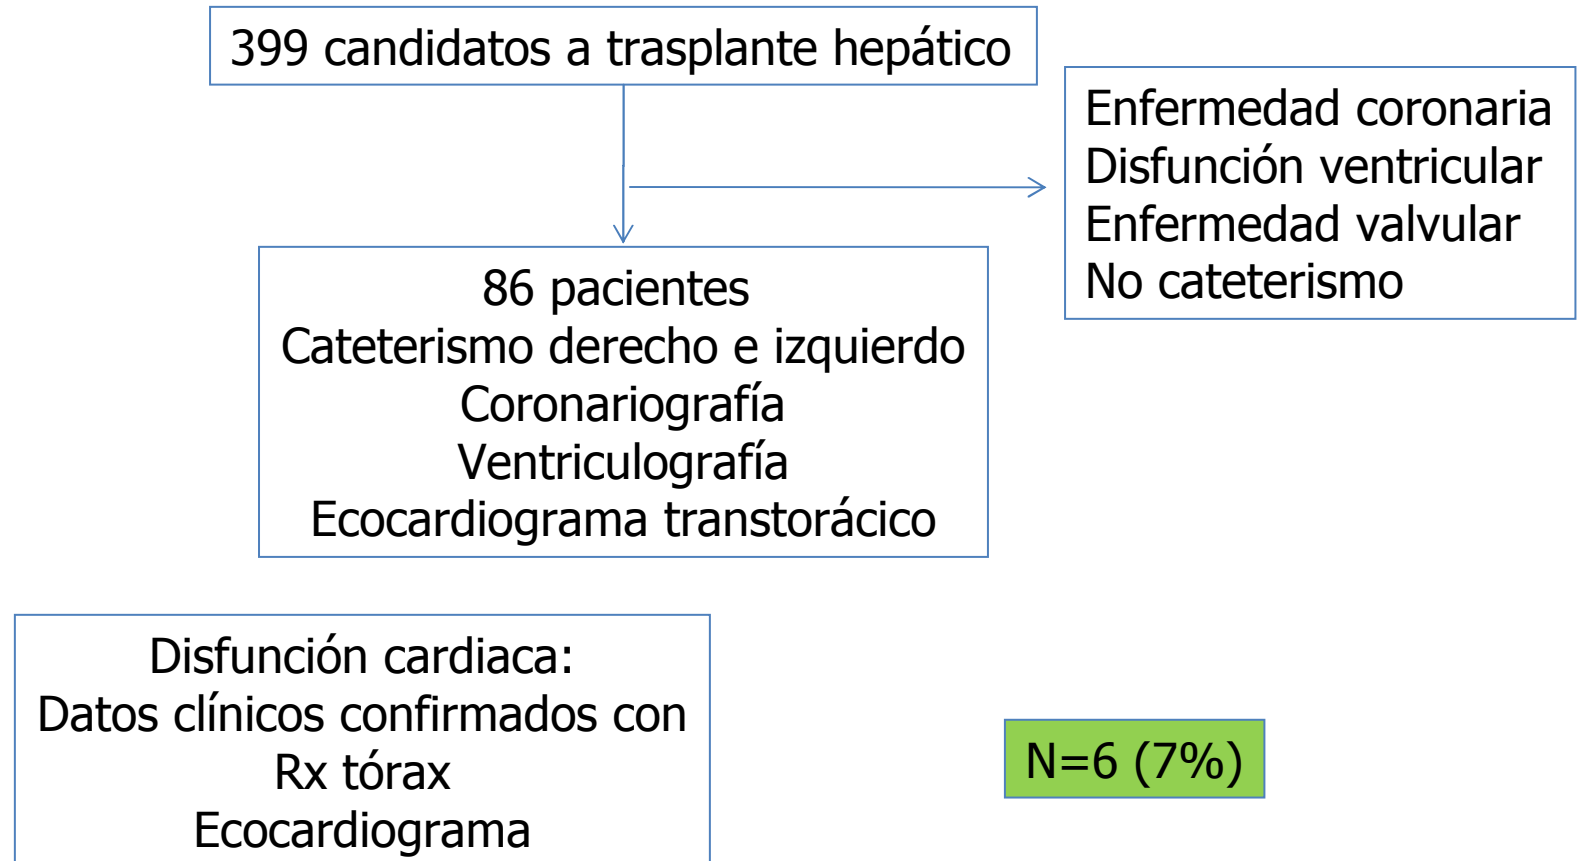 399 candidatos a trasplante hepático
Enfermedad coronaria
Disfunción ventricular
Enfermedad valvular
No cateterismo
86 pacientes
Cateterismo derecho e izquierdo
Coronariografía
Ventriculografía
Ecocardiograma transtorácico
Disfunción cardiaca:
Datos clínicos confirmados con
Rx tórax
Ecocardiograma
N=6 (7%)